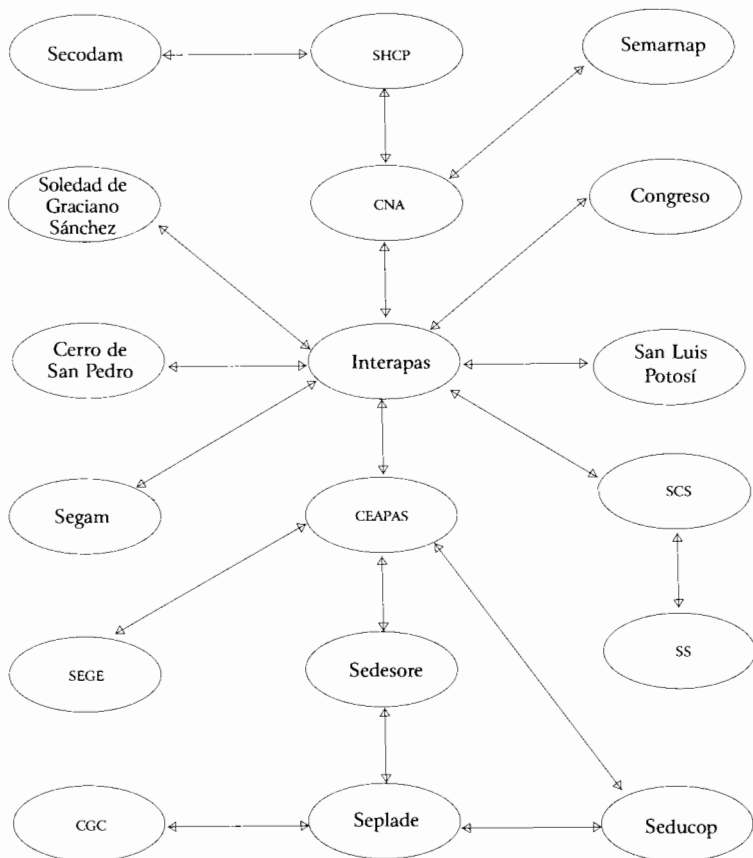 Secodam
SHCP
Semarnap
Soledad de
Graciano
Sánchez
CNA
Congreso
Cerro de
San Pedro
Interapas
San Luis
Potosí
Segam
CEAPAS
SCS
SEGE
Sedesore
SS
CGC
Seplade
Seducop